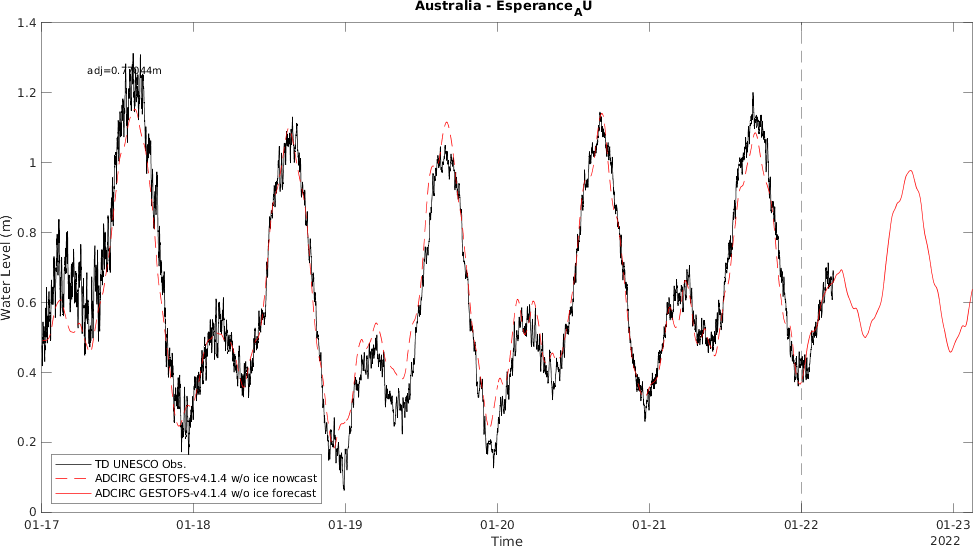 Australia - EsperanceAU
1.4
1.2
1
0.8
0.6
0.4
0.2
0
Water Level (m)
adj=0.77044m
TD UNESCO Obs.
ADCIRC GESTOFS-v4.1.4 w/o ice nowcast
ADCIRC GESTOFS-v4.1.4 w/o ice forecast
01-17 01-18 01-19 01-20 01-21 01-22 01-23
Time
2022